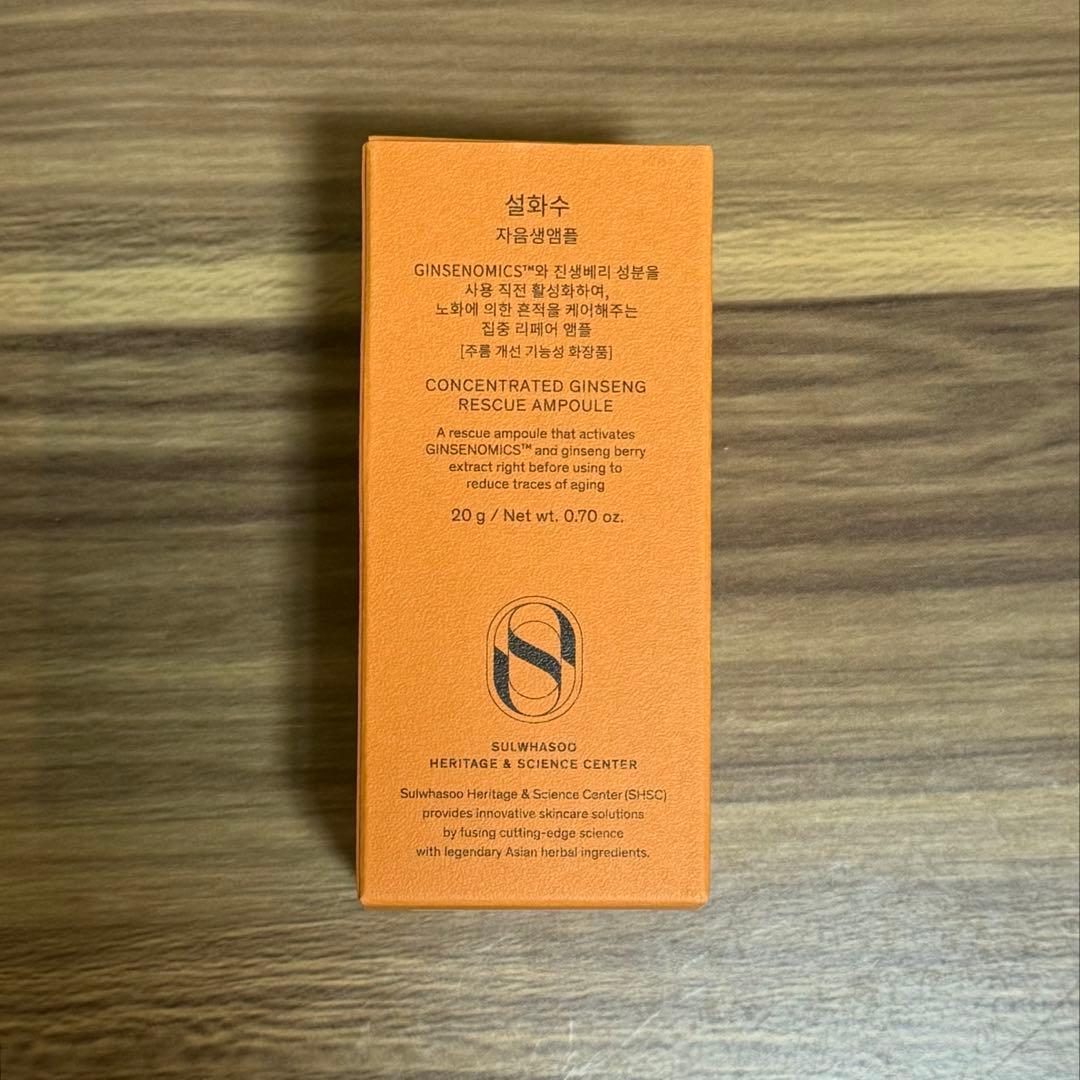 설화수
자음생앰플
GINSENOMICS™와 진생베리 성분을
사용 직전 활성화하여,
노화에 의한 흔적을 케어해주는
집중 리페어 앰플
[주름 개선 기능성 화장품]
CONCENTRATED GINSENG
RESCUE AMPOULE
A rescue ampoule that activates
GINSENOMICS™ and ginseng berry
extract right before using to
reduce traces of aging
20 g / Net wt. 0.70 oz.
SULWHASOO
HERITAGE & SCIENCE CENTER
Sulwhasoo Heritage & Science Center (SHSC)
provides innovative skincare solutions
by fusing cutting-edge science
with legendary Asian herbal ingredients.